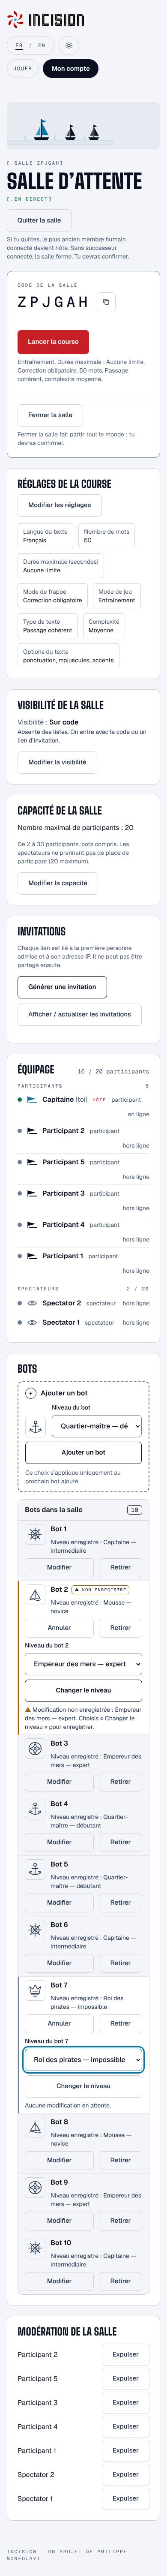 INCISION
FR / EN
JOUER
Mon compte
[.SALLE ZPJGAH]
SALLE D'ATTENTE
[.EN DIRECT]
Quitter la salle
Si tu quittes, le plus ancien membre humain
connecté devient hôte. Sans successeur
connecté, la salle ferme. Tu devras confirmer.
CODE DE LA SALLE
ZPJGAH
Lancer la course
Entraînement. Durée maximale : Aucune limite.
Correction obligatoire. 50 mots. Passage
cohérent, complexité moyenne.
Fermer la salle
Fermer la salle fait partir tout le monde : tu
devras confirmer.
RÉGLAGES DE LA COURSE
Modifier les réglages
Langue du texte
Français
Nombre de mots
50
Durée maximale (secondes)
Aucune limite
Mode de frappe
Correction obligatoire
Mode de jeu
Entraînement
Type de texte
Passage cohérent
Complexité
Moyenne
Options du texte
ponctuation, majuscules, accents
VISIBILITÉ DE LA SALLE
Visibilité : Sur code
Absente des listes. On entre avec le code ou un
lien d'invitation.
Modifier la visibilité
CAPACITÉ DE LA SALLE
Nombre maximal de participants : 20
De 2 à 30 participants, bots compris. Les
spectateurs ne prennent pas de place de
participant (20 maximum).
Modifier la capacité
INVITATIONS
Chaque lien est lié à la première personne
admise et à son adresse IP. Il ne peut pas être
partagé ensuite.
Générer une invitation
Afficher / actualiser les invitations
ÉQUIPAGE
16 / 20 participants
PARTICIPANTS 6
Capitaine (toi) HÔTE participant
en ligne
Participant 2 participant
hors ligne
Participant 5 participant
hors ligne
Participant 3 participant
hors ligne
Participant 4 participant
hors ligne
Participant 1 participant
hors ligne
SPECTATEURS 2 / 20
Spectator 2 spectateur hors ligne
Spectator 1 spectateur hors ligne
BOTS
+ Ajouter un bot
Niveau du bot
Quartier-maître — dé
Ajouter un bot
Ce choix s'applique uniquement au
prochain bot ajouté.
Bots dans la salle 10
Bot 1
Niveau enregistré : Capitaine —
intermédiaire
Modifier Retirer
Bot 2 NON ENREGISTRÉ
Niveau enregistré : Mousse —
novice
Annuler Retirer
Niveau du bot 2
Empereur des mers — expert
Changer le niveau
Modification non enregistrée : Empereur
des mers — expert. Choisis « Changer le
niveau » pour enregistrer.
Bot 3
Niveau enregistré : Empereur des
mers — expert
Modifier Retirer
Bot 4
Niveau enregistré : Quartier-
maître — débutant
Modifier Retirer
Bot 5
Niveau enregistré : Quartier-
maître — débutant
Modifier Retirer
Bot 6
Niveau enregistré : Capitaine —
intermédiaire
Modifier Retirer
Bot 7
Niveau enregistré : Roi des
pirates — impossible
Annuler Retirer
Niveau du bot 7
Roi des pirates — impossible
Changer le niveau
Aucune modification en attente.
Bot 8
Niveau enregistré : Mousse —
novice
Modifier Retirer
Bot 9
Niveau enregistré : Empereur des
mers — expert
Modifier Retirer
Bot 10
Niveau enregistré : Capitaine —
intermédiaire
Modifier Retirer
MODÉRATION DE LA SALLE
Participant 2 Expulser
Participant 5 Expulser
Participant 3 Expulser
Participant 4 Expulser
Participant 1 Expulser
Spectator 2 Expulser
Spectator 1 Expulser
INCISION · UN PROJET DE PHILIPPE
MONFOUAYI